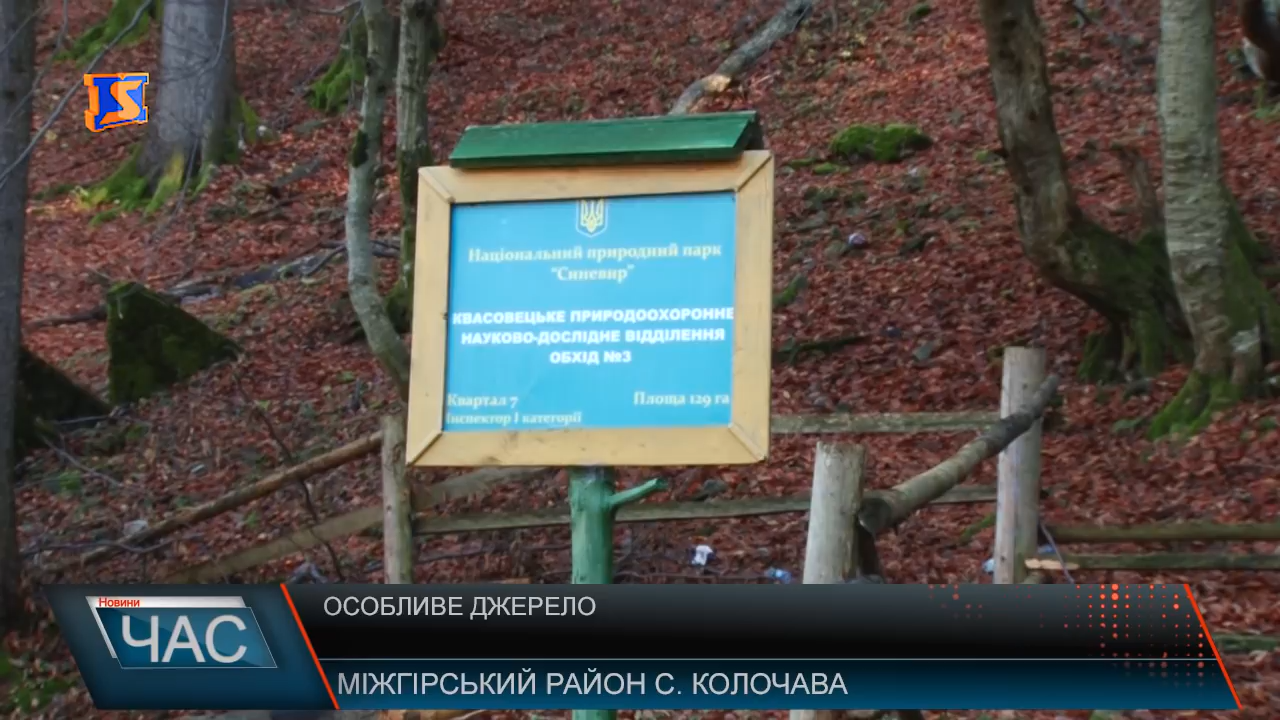 Національний природний парк
"Синевир"
КВАСОВЕЦЬКЕ ПРИРОДООХОРОННЕ
НАУКОВО-ДОСЛІДНЕ ВІДДІЛЕННЯ
ОБХІД №3
Квартал 7 Площа 129 га
Інспектор І категорії
Новини
ЧАС
ОСОБЛИВЕ ДЖЕРЕЛО
МІЖГІРСЬКИЙ РАЙОН С. КОЛОЧАВА